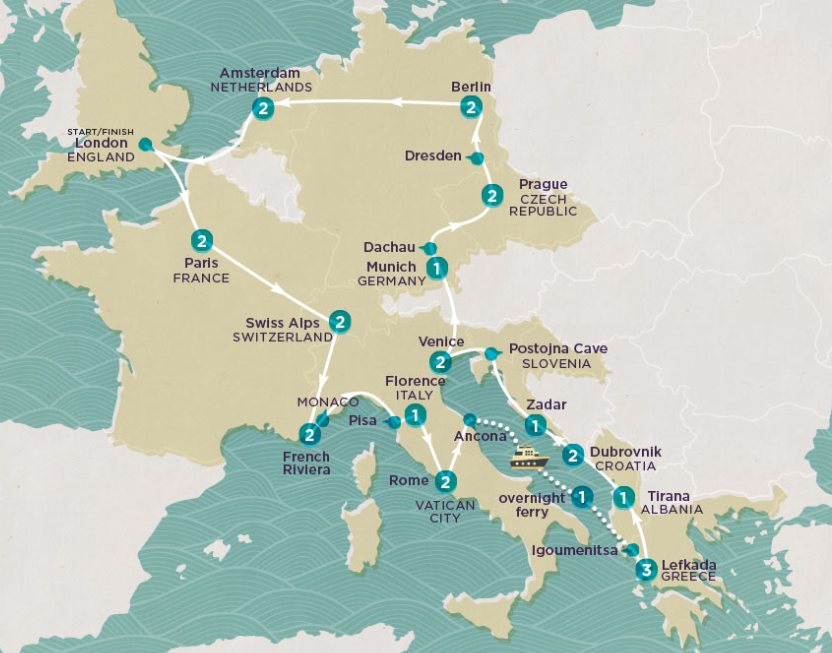 Amsterdam
NETHERLANDS
2
Berlin
2
START/FINISH
London
ENGLAND
Dresden
Prague
CZECH
REPUBLIC
2
2
Paris
FRANCE
Dachau
Munich
GERMANY
1
Swiss Alps
SWITZERLAND
2
Venice
2
Postojna Cave
SLOVENIA
Florence
ITALY
1
MONACO
Pisa
2
French
Riviera
Zadar
1
Ancona
Dubrovnik
CROATIA
2
Rome
2
VATICAN
CITY
overnight
ferry
1
1
Tirana
ALBANIA
Igoumenitsa
3
Lefkada
GREECE